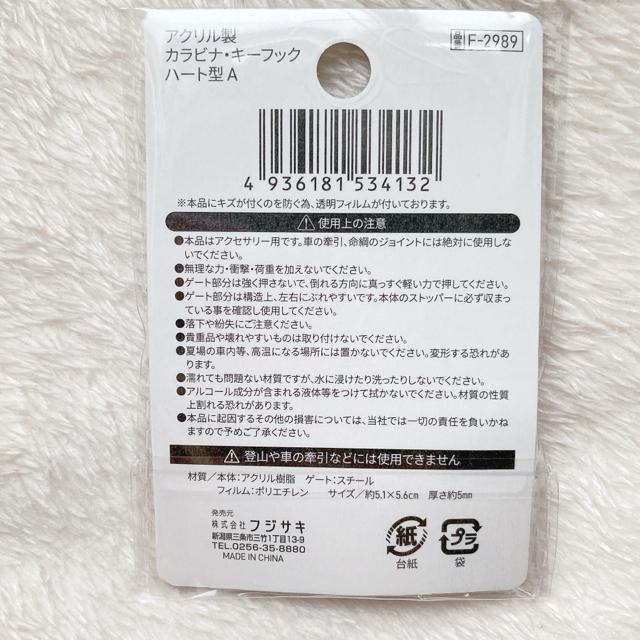 アクリル製
カラビナ・キーフック
ハート型 A
品番 F-2989
4 936181 534132
※本品にキズが付くのを防ぐ為、透明フィルムが付いております。
使用上の注意
●本品はアクセサリー用です。車の牽引、命綱のジョイントには絶対に使用しな
いでください。
●無理な力・衝撃・荷重を加えないでください。
●ゲート部分は強く押さないで、倒れる方向に真っすぐ軽い力で押してください。
●ゲート部分は構造上、左右にぶれやすいです。本体のストッパーに必ず収まっ
ている事を確認し使用してください。
●落下や紛失にご注意ください。
●貴重品や壊れやすいものは取り付けないでください。
●夏場の車内等、高温になる場所には置かないでください。変形する恐れがあ
ります。
●濡れても問題ない材質ですが、水に浸けたり洗ったりしないでください。
●アルコール成分が含まれる液体等をつけて拭かないでください。材質の性質
上割れる恐れがあります。
●本品に起因するその他の損害については、当社では一切の責任を負いかね
ますので予めご了承ください。
登山や車の牽引などには使用できません
材質/本体:アクリル樹脂 ゲート:スチール
フィルム:ポリエチレン サイズ/約5.1×5.6㎝ 厚さ約5㎜
発売元
株式会社 フジサキ
新潟県三条市三竹1丁目13-9
TEL.0256-35-8880
MADE IN CHINA
紙
台紙
プラ
袋